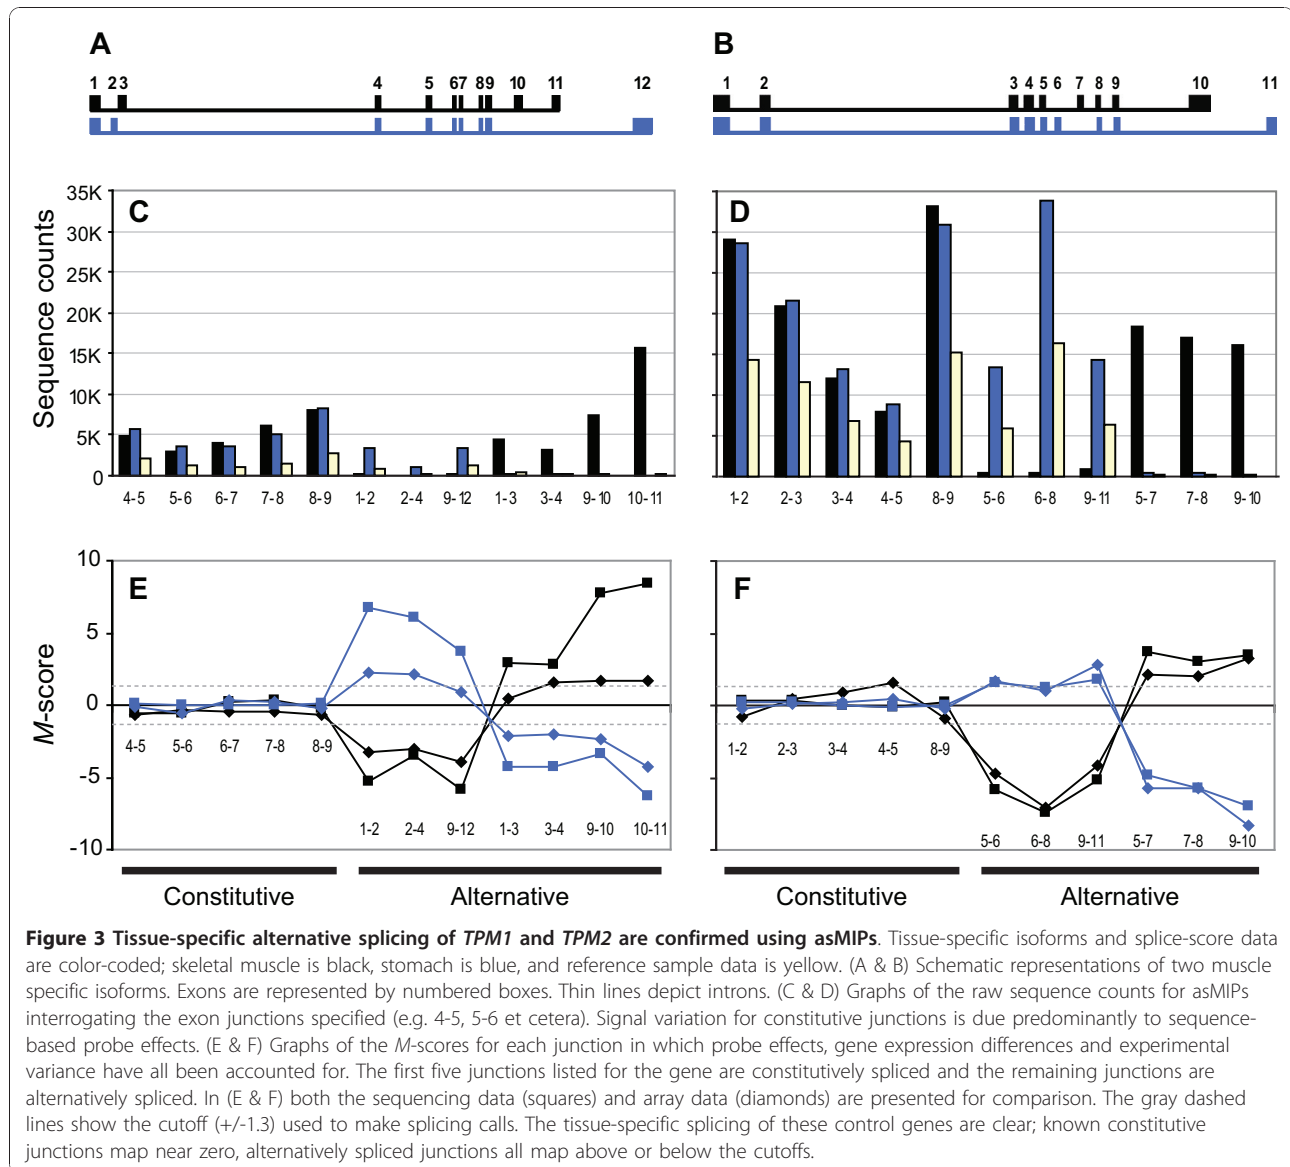 A
B
1 2 3 4 5 6 7 8 9 10 11 12
1 2 3 4 5 6 7 8 9 10 11
Sequence counts
35K
30K
25K
20K
15K
10K
5K
0
C
4-5 5-6 6-7 7-8 8-9 1-2 2-4 9-12 1-3 3-4 9-10 10-11
D
1-2 2-3 3-4 4-5 8-9 5-6 6-8 9-11 5-7 7-8 9-10
M-score
10
5
0
-5
-10
E
4-5 5-6 6-7 7-8 8-9
1-2 2-4 9-12 1-3 3-4 9-10 10-11
Constitutive Alternative
F
1-2 2-3 3-4 4-5 8-9
5-6 6-8 9-11 5-7 7-8 9-10
Constitutive Alternative
Figure 3 Tissue-specific alternative splicing of TPM1 and TPM2 are confirmed using asMIPs. Tissue-specific isoforms and splice-score data
are color-coded; skeletal muscle is black, stomach is blue, and reference sample data is yellow. (A & B) Schematic representations of two muscle
specific isoforms. Exons are represented by numbered boxes. Thin lines depict introns. (C & D) Graphs of the raw sequence counts for asMIPs
interrogating the exon junctions specified (e.g. 4-5, 5-6 et cetera). Signal variation for constitutive junctions is due predominantly to sequence-
based probe effects. (E & F) Graphs of the M-scores for each junction in which probe effects, gene expression differences and experimental
variance have all been accounted for. The first five junctions listed for the gene are constitutively spliced and the remaining junctions are
alternatively spliced. In (E & F) both the sequencing data (squares) and array data (diamonds) are presented for comparison. The gray dashed
lines show the cutoff (+/-1.3) used to make splicing calls. The tissue-specific splicing of these control genes are clear; known constitutive
junctions map near zero, alternatively spliced junctions all map above or below the cutoffs.